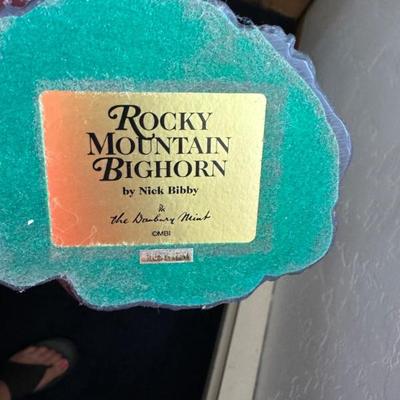 ROCKY
MOUNTAIN
BIGHORN
by Nick Bibby
&
the Danbury Mint
©MBI